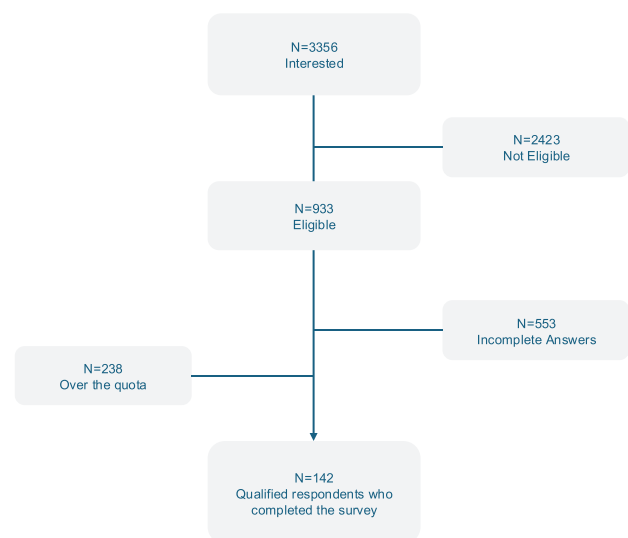 N=3356
Interested
N=2423
Not Eligible
N=933
Eligible
N=553
Incomplete Answers
N=238
Over the quota
N=142
Qualified respondents who
completed the survey